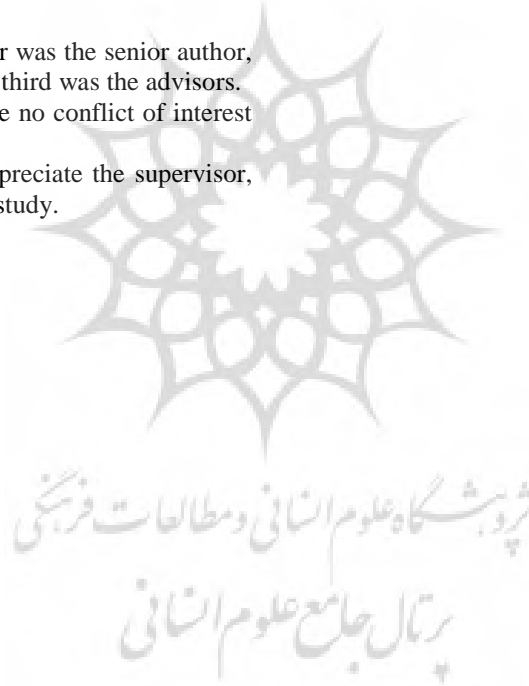 r was the senior author,
third was the advisors.
e no conflict of interest
preciate the supervisor,
study.
پژوهشگاه علوم انسانی و مطالعات فرهنگی
پرتال جامع علوم انسانی